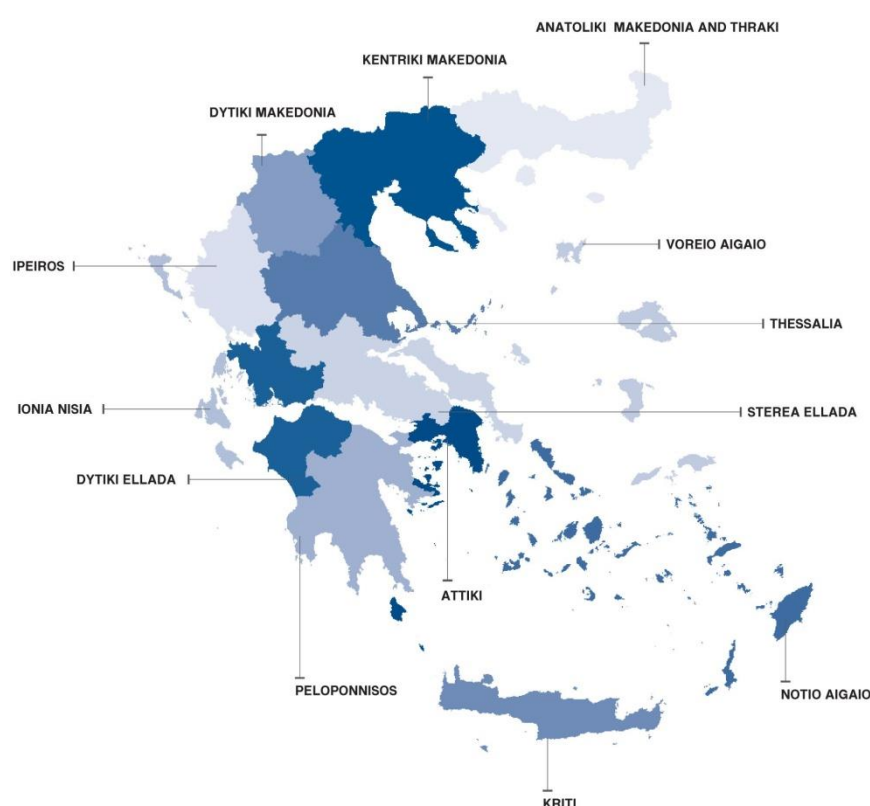 ANATOLIKI MAKEDONIA AND THRAKI
KENTRIKI MAKEDONIA
DYTIKI MAKEDONIA
VOREIO AIGAIO
IPEIROS
THESSALIA
IONIA NISIA
STEREA ELLADA
DYTIKI ELLADA
ATTIKI
PELOPONNISOS
NOTIO AIGAIO
KRITI